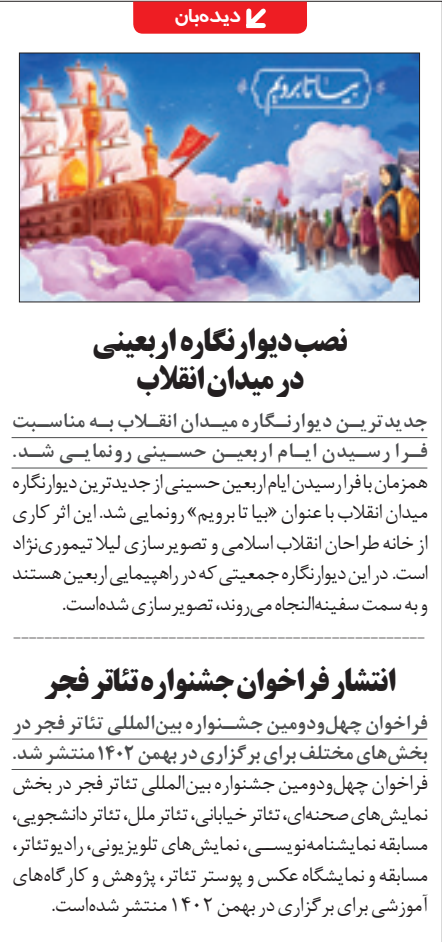 دیده‌بان
بیا تا برویم
نصب دیوارنگاره اربعینی
در میدان انقلاب
جدیدترین دیوارنگاره میدان انقلاب به مناسبت
فرا رسیدن ایام اربعین حسینی رونمایی شد.
همزمان با فرا رسیدن ایام اربعین حسینی از جدیدترین دیوارنگاره
میدان انقلاب با عنوان «بیا تا برویم» رونمایی شد. این اثر کاری
از خانه طراحان انقلاب اسلامی و تصویرسازی لیلا تیموری‌نژاد
است. در این دیوارنگاره جمعیتی که در راهپیمایی اربعین هستند
و به سمت سفینه‌النجاه می‌روند، تصویرسازی شده‌است.
انتشار فراخوان جشنواره تئاتر فجر
فراخوان چهل‌ودومین جشنواره بین‌المللی تئاتر فجر در
بخش‌های مختلف برای برگزاری در بهمن ۱۴۰۲ منتشر شد.
فراخوان چهل‌ودومین جشنواره بین‌المللی تئاتر فجر در بخش
نمایش‌های صحنه‌ای، تئاتر خیابانی، تئاتر ملل، تئاتر دانشجویی،
مسابقه نمایشنامه‌نویسی، نمایش‌های تلویزیونی، رادیوتئاتر،
مسابقه و نمایشگاه عکس و پوستر تئاتر، پژوهش و کارگاه‌های
آموزشی برای برگزاری در بهمن ۱۴۰۲ منتشر شده‌است.